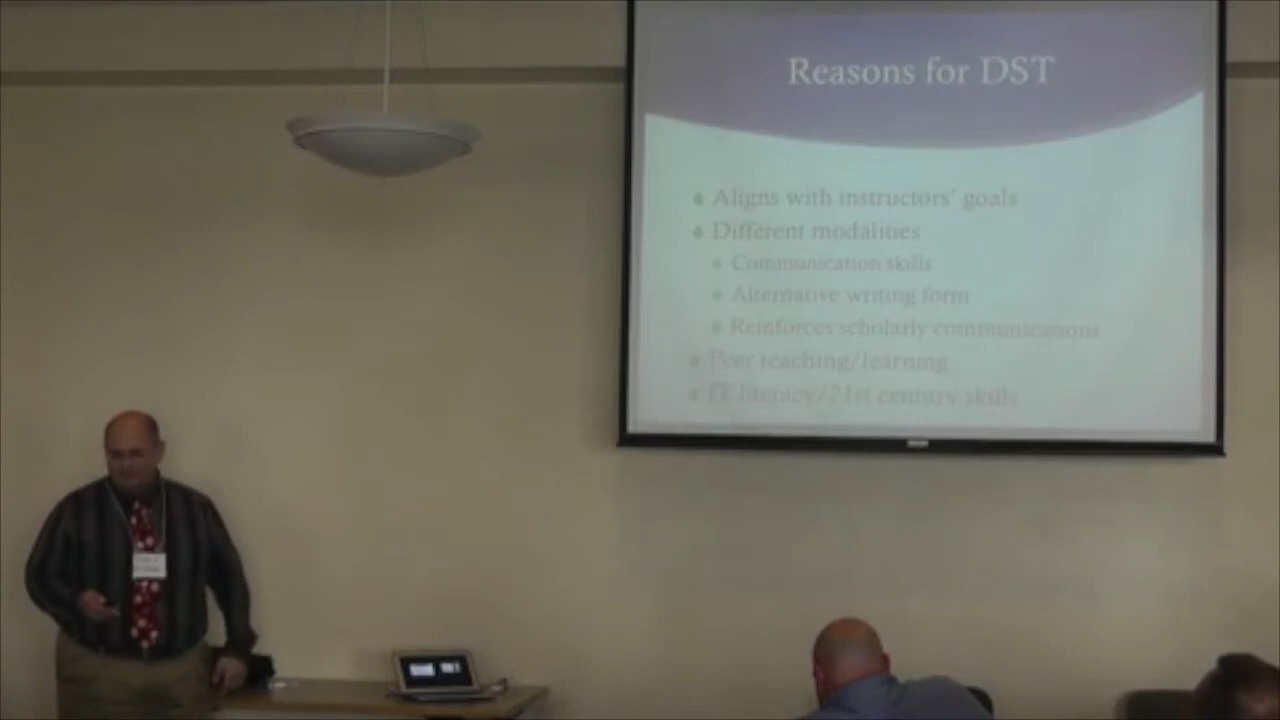 Reasons for DST
Aligns with instructors' goals
Different modalities
Communication skills
Alternative writing form
Reinforces scholarly communications
Peer teaching/learning
IT literacy/21st century skills